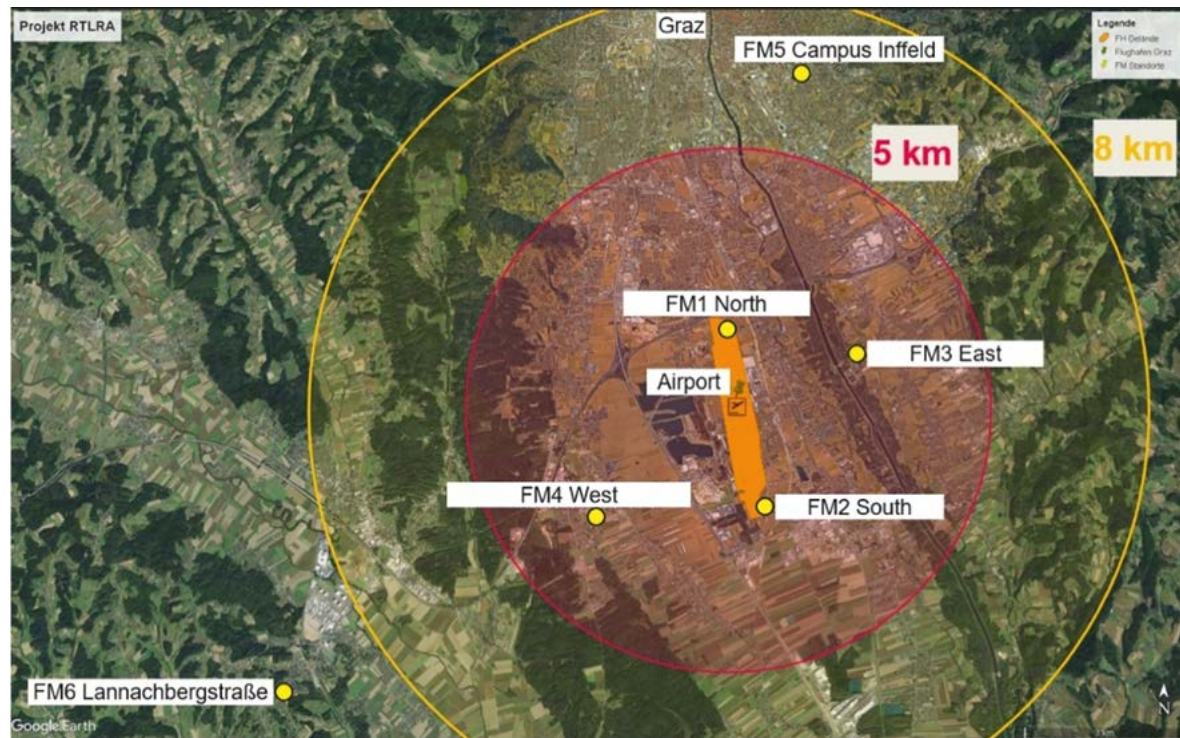 Projekt RTLRA
Graz
FM5 Campus Inffeld
Legende
FH Gelände
Flughafen Graz
FM Standorte
5 km
8 km
FM1 North
FM3 East
Airport
FM4 West
FM2 South
FM6 Lannachbergstraße
Google Earth
N